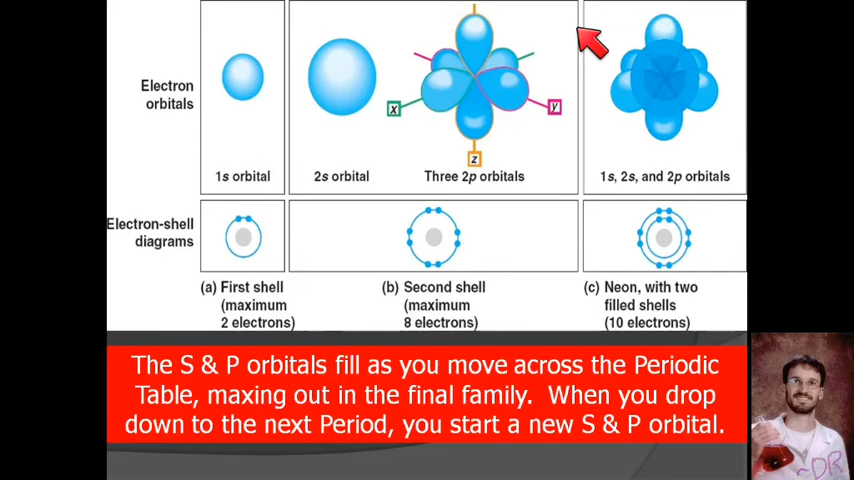 Electron
orbitals
x
y
z
1s orbital
2s orbital
Three 2p orbitals
1s, 2s, and 2p orbitals
Electron-shell
diagrams
(a) First shell
(maximum
2 electrons)
(b) Second shell
(maximum
8 electrons)
(c) Neon, with two
filled shells
(10 electrons)
The S & P orbitals fill as you move across the Periodic
Table, maxing out in the final family. When you drop
down to the next Period, you start a new S & P orbital.
~DR